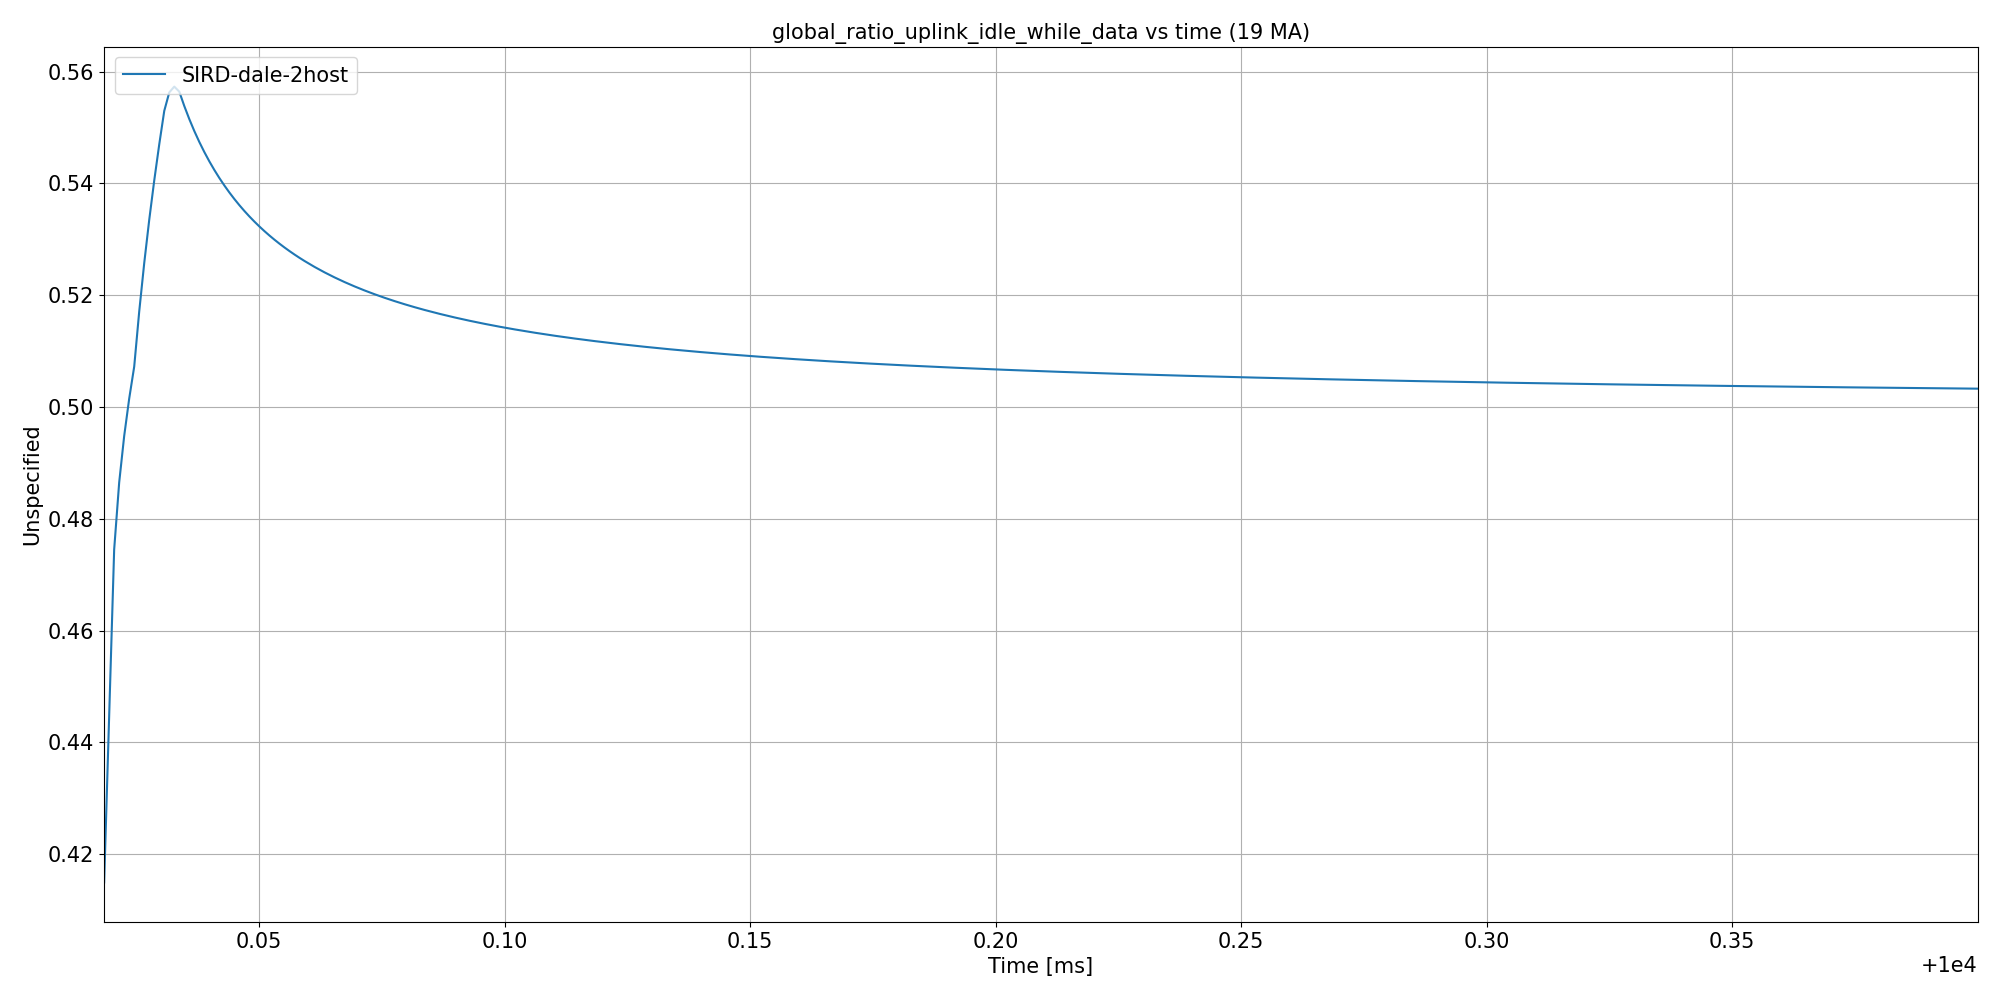 global_ratio_uplink_idle_while_data vs time (19 MA)
SIRD-dale-2host
0.56
0.54
0.52
0.50
0.48
0.46
0.44
0.42
Unspecified
0.05 0.10 0.15 0.20 0.25 0.30 0.35
Time [ms]
+1e4